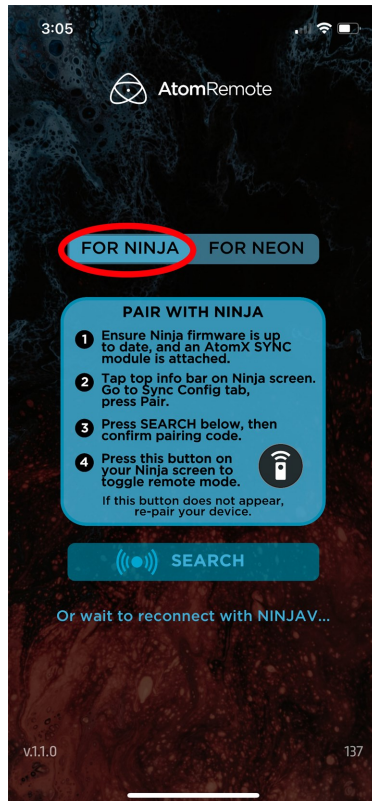 3:05
AtomRemote
FOR NINJA FOR NEON
PAIR WITH NINJA
1 Ensure Ninja firmware is up
to date, and an AtomX SYNC
module is attached.
2 Tap top info bar on Ninja screen.
Go to Sync Config tab,
press Pair.
3 Press SEARCH below, then
confirm pairing code.
4 Press this button on
your Ninja screen to
toggle remote mode.
If this button does not appear,
re-pair your device.
SEARCH
Or wait to reconnect with NINJAV...
v.1.1.0 137